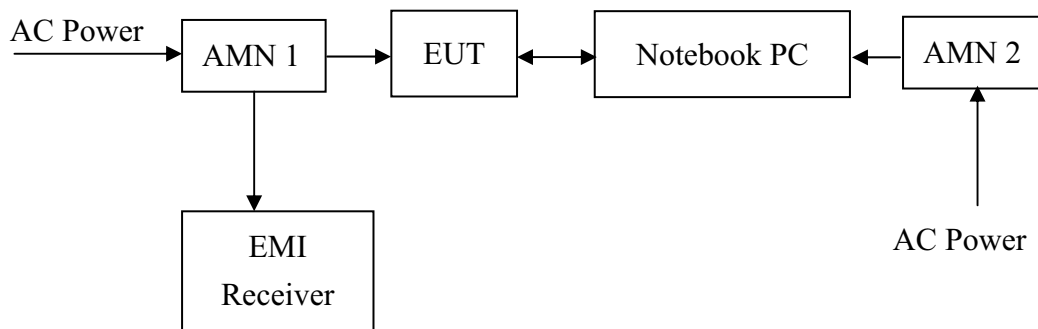 AC Power
AMN 1
EUT
Notebook PC
AMN 2
EMI
Receiver
AC Power